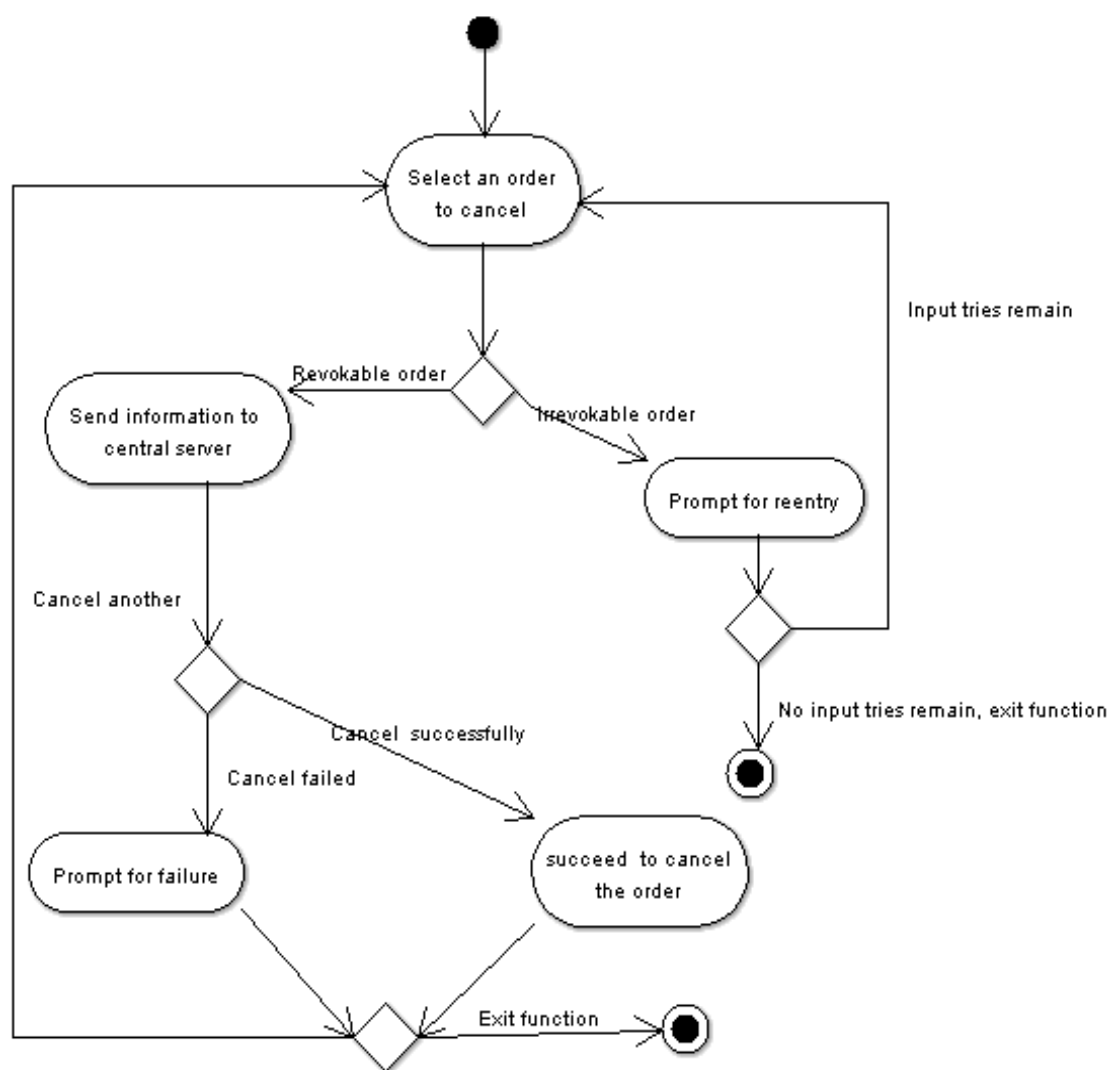 Select an order
to cancel
Input tries remain
Revokable order
Irrevokable order
Send information to
central server
Prompt for reentry
Cancel another
No input tries remain, exit function
Cancel successfully
Cancel failed
succeed to cancel
the order
Prompt for failure
Exit function